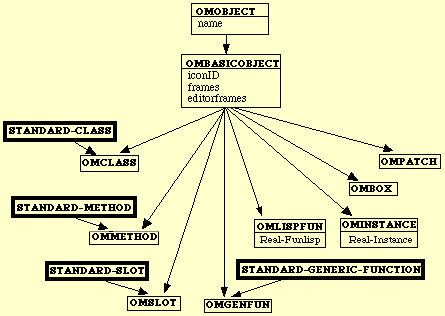 OMOBJECT
name
OMBASICOBJECT
iconID
frames
editorframes
STANDARD-CLASS
OMCLASS
OMPATCH
OMBOX
STANDARD-METHOD
OMMETHOD
OMLISPFUN
Real-Funlisp
OMINSTANCE
Real-Instance
STANDARD-SLOT
STANDARD-GENERIC-FUNCTION
OMSLOT
OMGENFUN